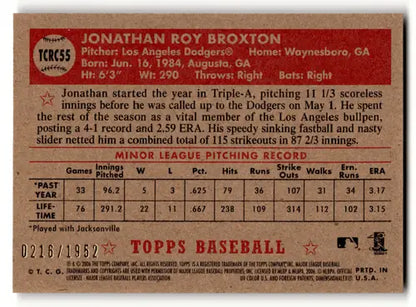 TCRC55
JONATHAN ROY BROXTON
Pitcher: Los Angeles Dodgers® Home: Waynesboro, GA
Born: Jun. 16, 1984, Augusta, GA
Ht: 6'3" Wt: 290 Throws: Right Bats: Right
Jonathan started the year in Triple-A, pitching 11 1/3 scoreless
innings before he was called up to the Dodgers on May 1. He spent
the rest of the season as a vital member of the Los Angeles bullpen,
posting a 4-1 record and 2.59 ERA. His speedy sinking fastball and nasty
slider netted him a combined total of 115 strikeouts in 87 2/3 innings.
MINOR LEAGUE PITCHING RECORD
Games Innings Pitched W L Pct. Hits Runs Strike Outs Walks Earn. Runs ERA
*PAST YEAR 33 96.2 5 3 .625 79 36 107 31 34 3.17
LIFE-TIME 76 291.2 22 11 .667 238 109 314 102 3.15
*Played with Jacksonville
0216/1952
TOPPS BASEBALL
© T.C.G.
PRTD. IN
U.S.A.